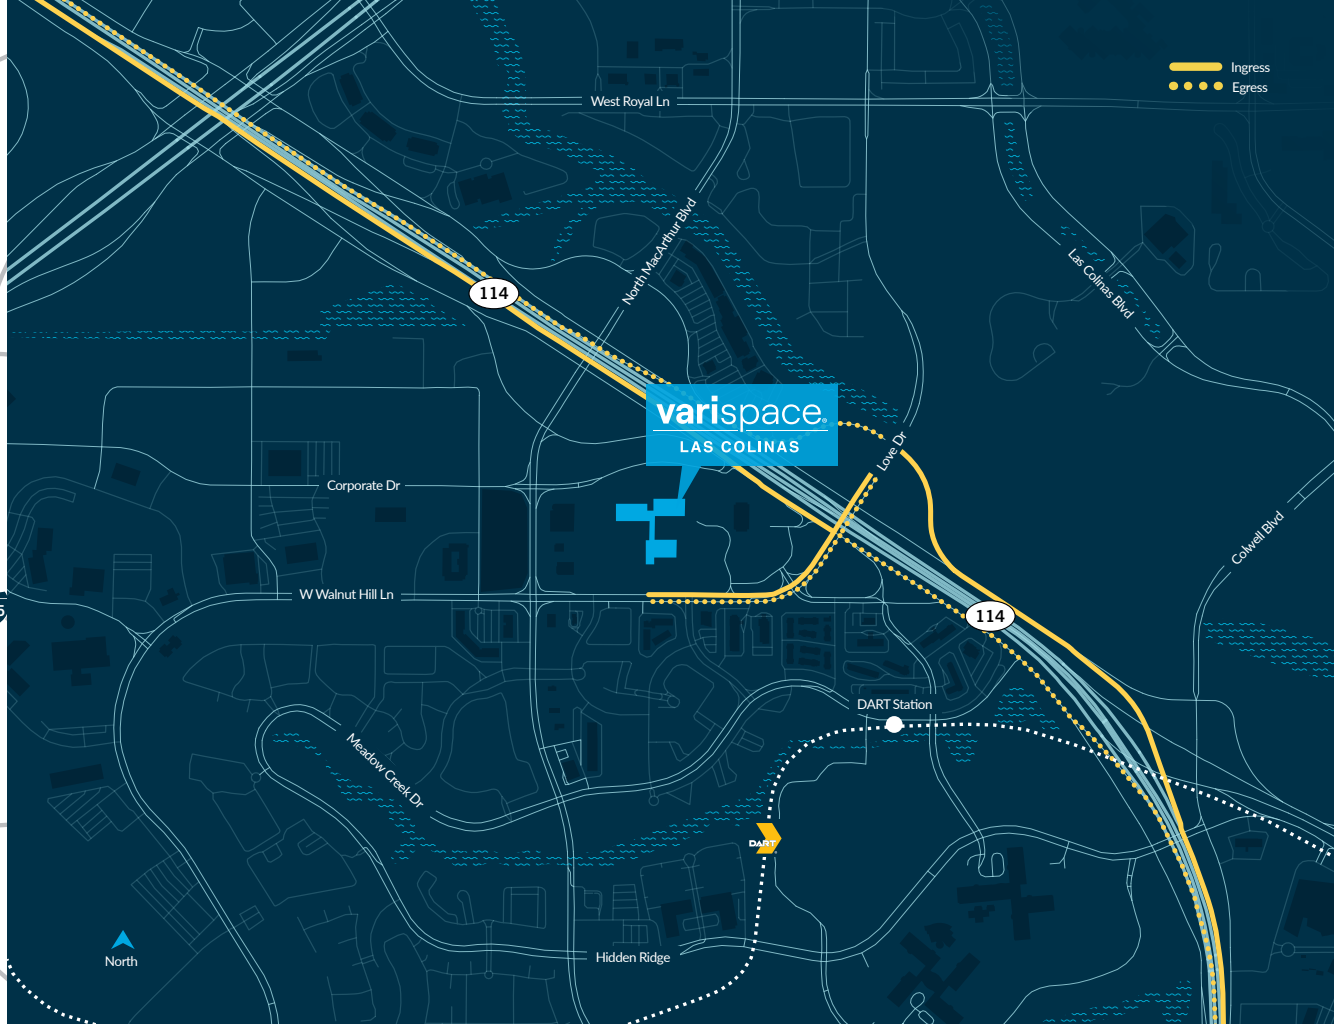 Ingress
Egress
West Royal Ln
North MacArthur Blvd
Las Colinas Blvd
114
varispace®
LAS COLINAS
Love Dr
Corporate Dr
Colwell Blvd
W Walnut Hill Ln
5
114
DART Station
Meadow Creek Dr
DART
North
Hidden Ridge